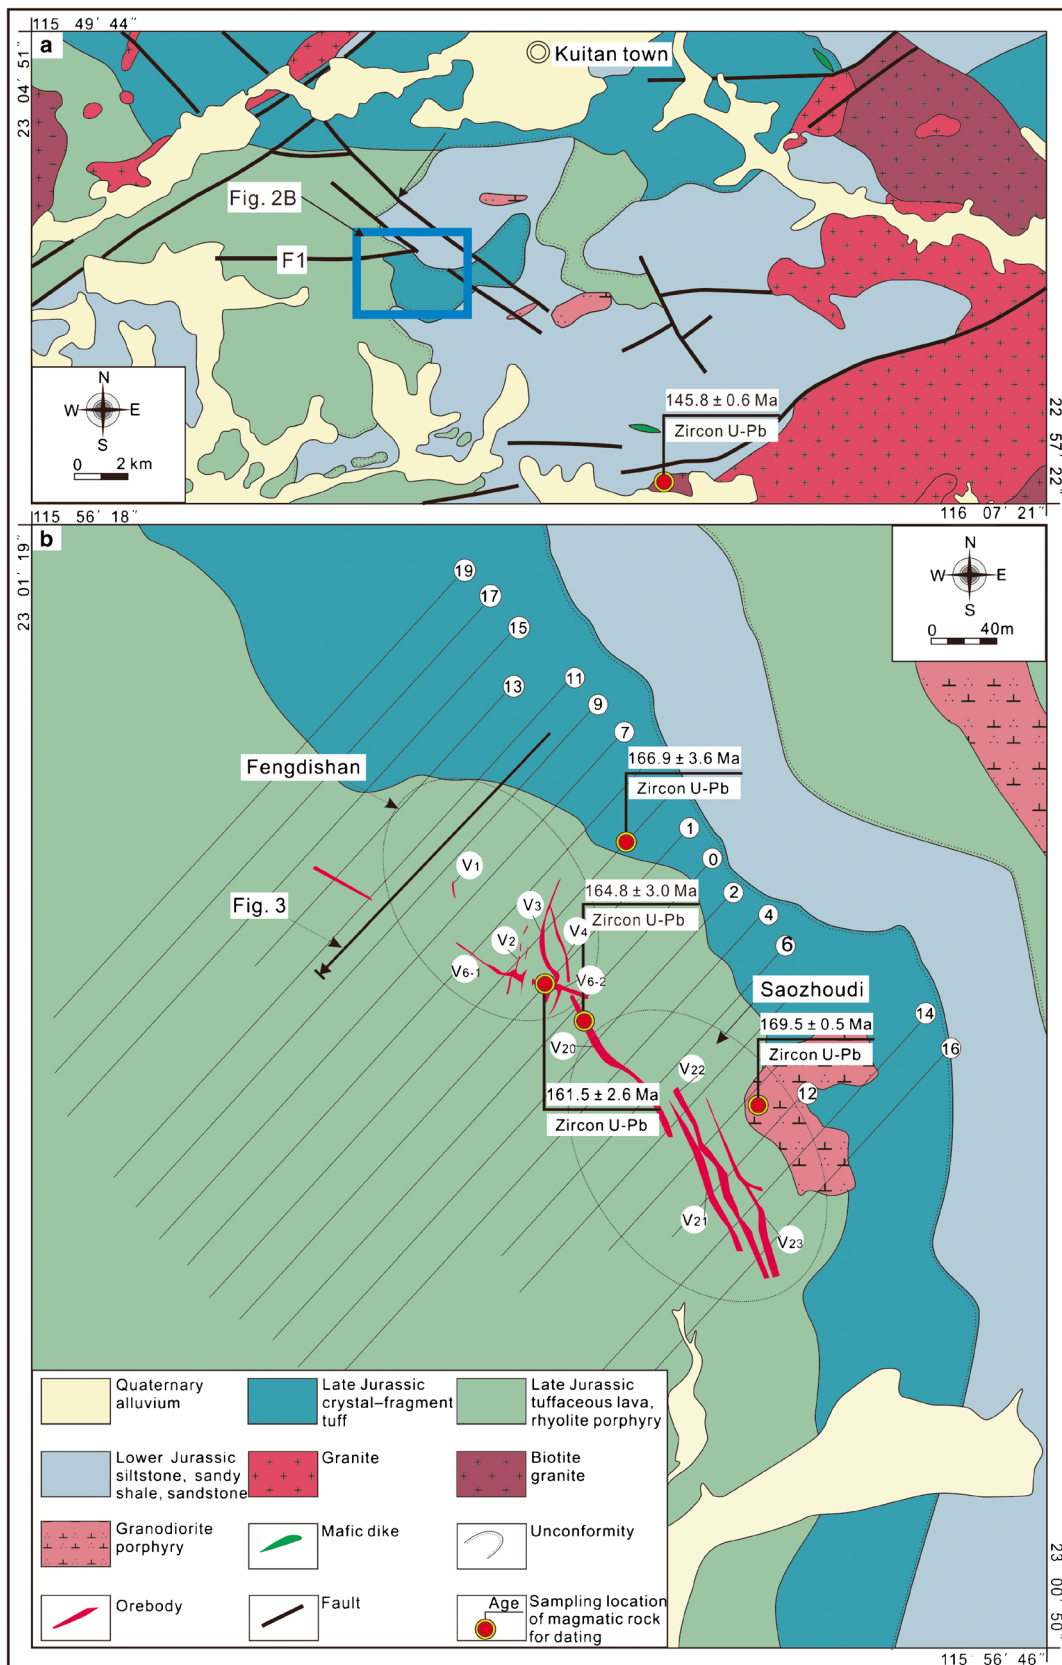 115 49′ 44″
23 04′ 51″
a
Kuitan town
Fig. 2B
F1
N
W E
S
0 2 km
145.8 ± 0.6 Ma
Zircon U-Pb
22 57′ 22″
116 07′ 21″
115 56′ 18″
23 01′ 19″
b
N
W E
S
0 40m
19
17
15
13
11
9
7
Fengdishan
166.9 ± 3.6 Ma
Zircon U-Pb
1
0
2
4
6
V1
164.8 ± 3.0 Ma
Zircon U-Pb
Fig. 3
V3
V4
V2
V6-1
V6-2
Saozhoudi
14
16
169.5 ± 0.5 Ma
Zircon U-Pb
V20
V22
12
161.5 ± 2.6 Ma
Zircon U-Pb
V21
V23
Quaternary
alluvium
Late Jurassic
crystal–fragment
tuff
Late Jurassic
tuffaceous lava,
rhyolite porphyry
Lower Jurassic
siltstone, sandy
shale, sandstone
Granite
Biotite
granite
Granodiorite
porphyry
Mafic dike
Unconformity
Orebody
Fault
Age
Sampling location
of magmatic rock
for dating
23 00′ 50″
115 56′ 46″